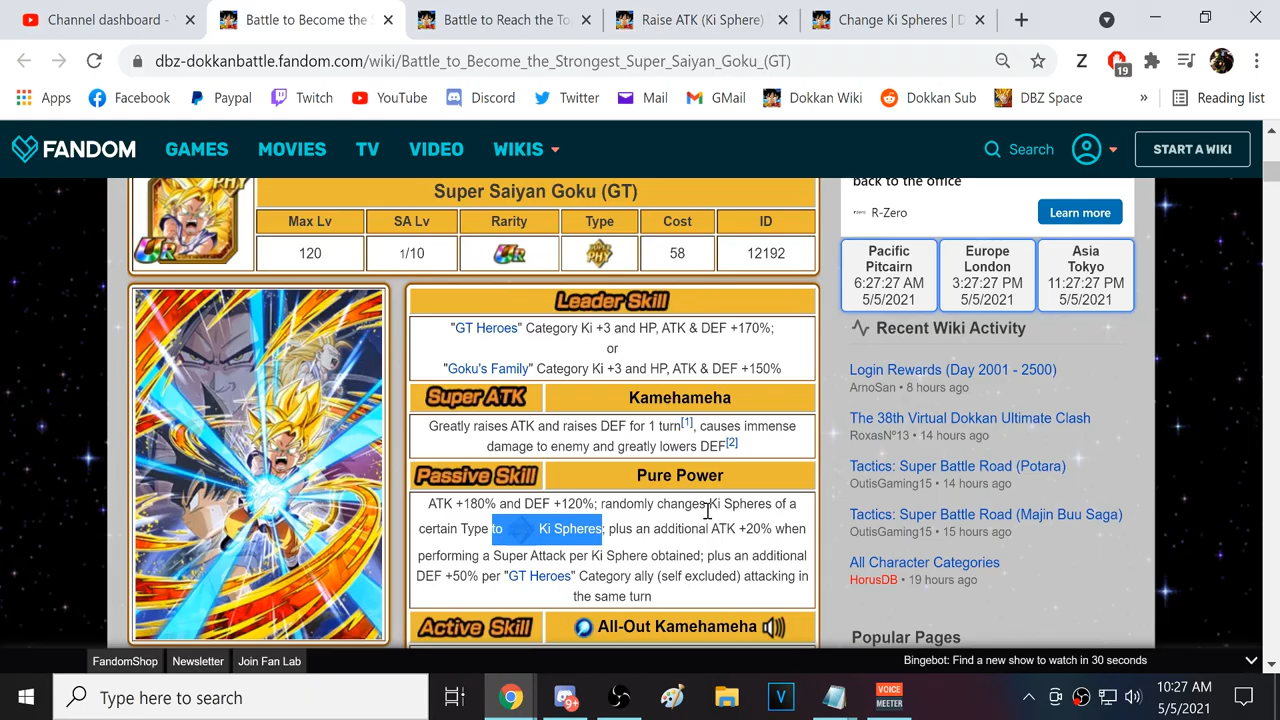 Channel dashboard -
Battle to Become the
Battle to Reach the To
Raise ATK (Ki Sphere)
Change Ki Spheres | D
dbz-dokkanbattle.fandom.com/wiki/Battle_to_Become_the_Strongest_Super_Saiyan_Goku_(GT)
Z
19
Apps
Facebook
Paypal
Twitch
YouTube
Discord
Twitter
Mail
GMail
Dokkan Wiki
Dokkan Sub
DBZ Space
»
Reading list
FANDOM
GAMES
MOVIES
TV
VIDEO
WIKIS
Search
START A WIKI
PHY
UR
Super Saiyan Goku (GT)
Max Lv SA Lv Rarity Type Cost ID
120 1/10 UR SUPER PHY 58 12192
Leader Skill
"GT Heroes" Category Ki +3 and HP, ATK & DEF +170%;
or
"Goku's Family" Category Ki +3 and HP, ATK & DEF +150%
Super ATK Kamehameha
Greatly raises ATK and raises DEF for 1 turn[1], causes immense
damage to enemy and greatly lowers DEF[2]
Passive Skill Pure Power
ATK +180% and DEF +120%; randomly changes Ki Spheres of a
certain Type to Ki Spheres; plus an additional ATK +20% when
performing a Super Attack per Ki Sphere obtained; plus an additional
DEF +50% per "GT Heroes" Category ally (self excluded) attacking in
the same turn
Active Skill All-Out Kamehameha
back to the office
R-Zero
Learn more
Pacific
Pitcairn
6:27:27 AM
5/5/2021
Europe
London
3:27:27 PM
5/5/2021
Asia
Tokyo
11:27:27 PM
5/5/2021
Recent Wiki Activity
Login Rewards (Day 2001 - 2500)
ArnoSan • 8 hours ago
The 38th Virtual Dokkan Ultimate Clash
RoxasNº13 • 14 hours ago
Tactics: Super Battle Road (Potara)
OutisGaming15 • 14 hours ago
Tactics: Super Battle Road (Majin Buu Saga)
OutisGaming15 • 15 hours ago
All Character Categories
HorusDB • 19 hours ago
Popular Pages
FandomShop
Newsletter
Join Fan Lab
Bingebot: Find a new show to watch in 30 seconds
Type here to search
9+
V
VOICE
MEETER
10:27 AM
5/5/2021